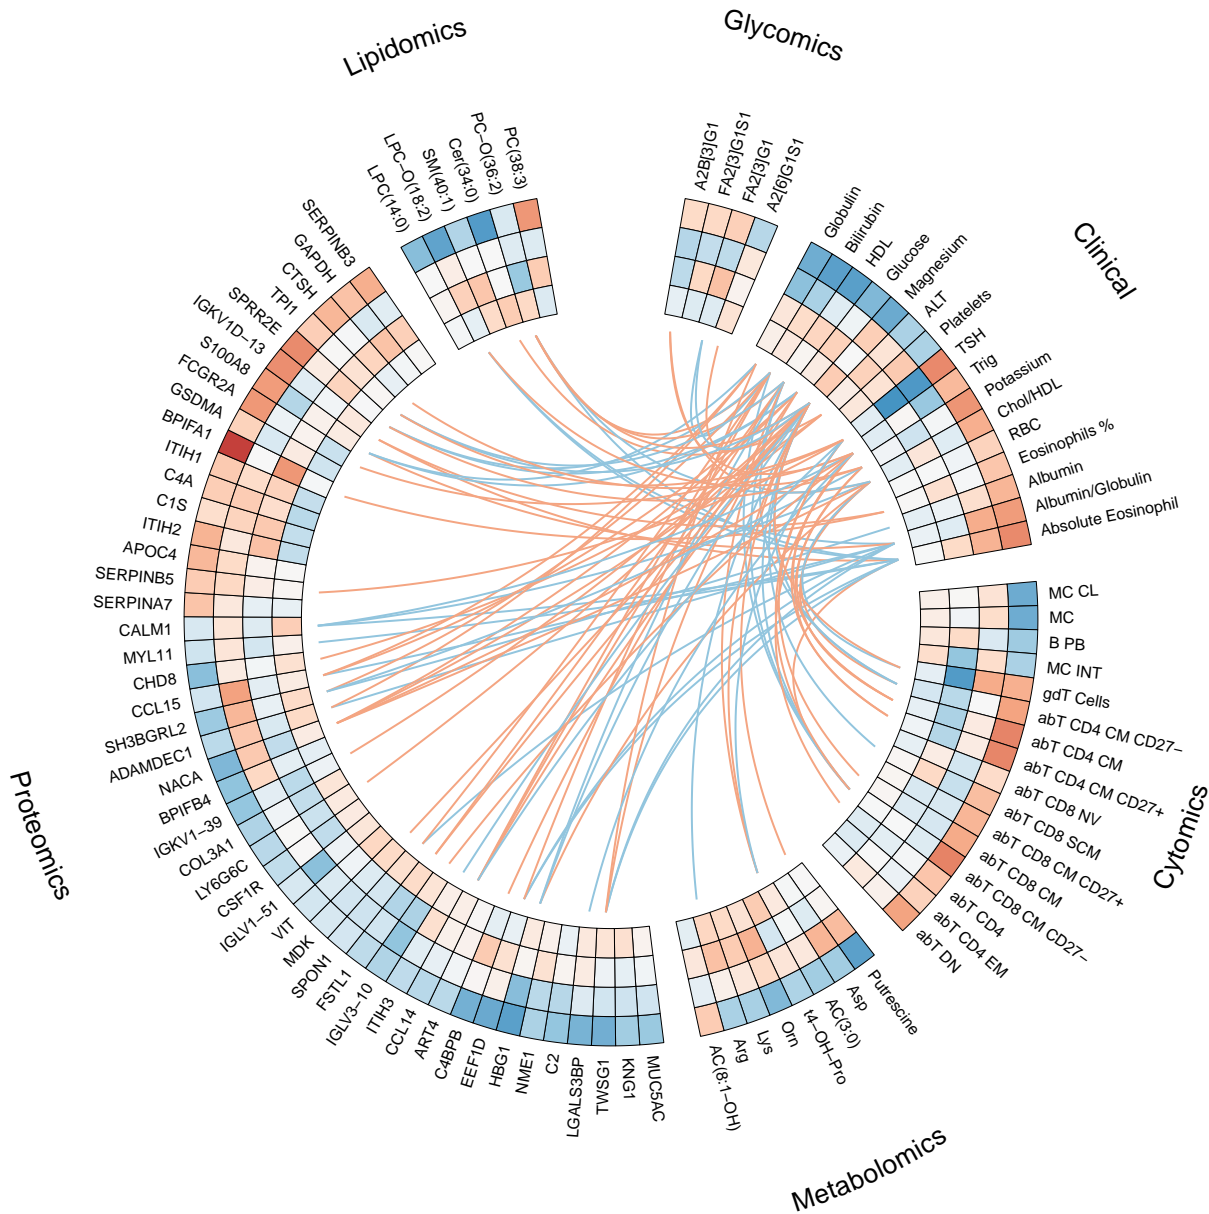 Lipidomics
LPC(14:0)
LPC−O(18:2)
SM(40:1)
Cer(34:0)
PC−O(36:2)
PC(38:3)
Glycomics
A2B[3]G1
FA2[3]G1S1
FA2[3]G1
A2[6]G1S1
Clinical
Globulin
Bilirubin
HDL
Glucose
Magnesium
ALT
Platelets
TSH
Trig
Potassium
Chol/HDL
RBC
Eosinophils %
Albumin
Albumin/Globulin
Absolute Eosinophil
Cytomics
MC CL
MC
B PB
MC INT
gdT Cells
abT CD4 CM CD27−
abT CD4 CM
abT CD4 CM CD27+
abT CD8 NV
abT CD8 SCM
abT CD8 CM CD27+
abT CD8 CM
abT CD8 CM CD27−
abT CD4
abT CD4 EM
abT DN
Metabolomics
Putrescine
Asp
AC(3:0)
t4−OH−Pro
Orn
Lys
Arg
AC(8:1−OH)
Proteomics
MUC5AC
KNG1
TWSG1
LGALS3BP
C2
NME1
HBG1
EEF1D
C4BPB
ART4
CCL14
ITIH3
IGLV3−10
FSTL1
SPON1
MDK
VIT
IGLV1−51
CSF1R
LY6G6C
COL3A1
IGKV1−39
BPIFB4
NACA
ADAMDEC1
SH3BGRL2
CCL15
CHD8
MYL11
CALM1
SERPINA7
SERPINB5
APOC4
ITIH2
C1S
C4A
ITIH1
BPIFA1
GSDMA
FCGR2A
S100A8
IGKV1D−13
SPRR2E
TPI1
CTSH
GAPDH
SERPINB3